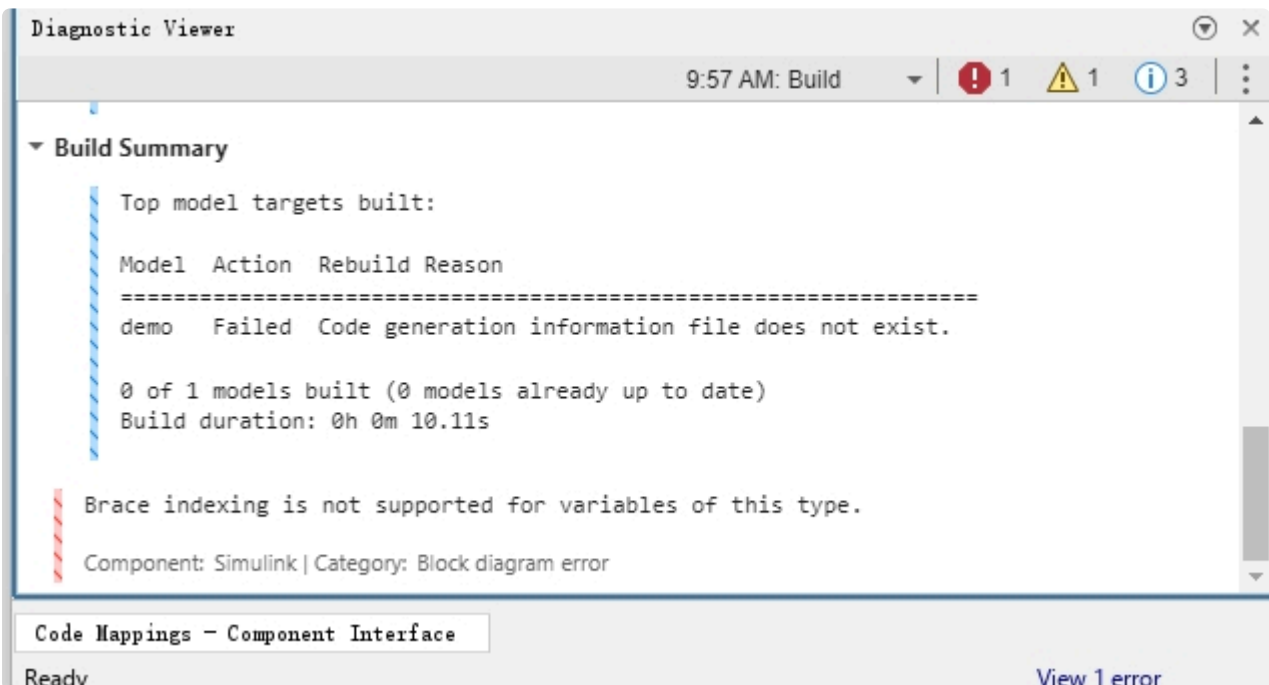 Diagnostic Viewer
9:57 AM: Build 1 1 3
Build Summary
Top model targets built:
Model Action Rebuild Reason
=================================================================
demo Failed Code generation information file does not exist.
0 of 1 models built (0 models already up to date)
Build duration: 0h 0m 10.11s
Brace indexing is not supported for variables of this type.
Component: Simulink | Category: Block diagram error
Code Mappings - Component Interface
Ready View 1 error